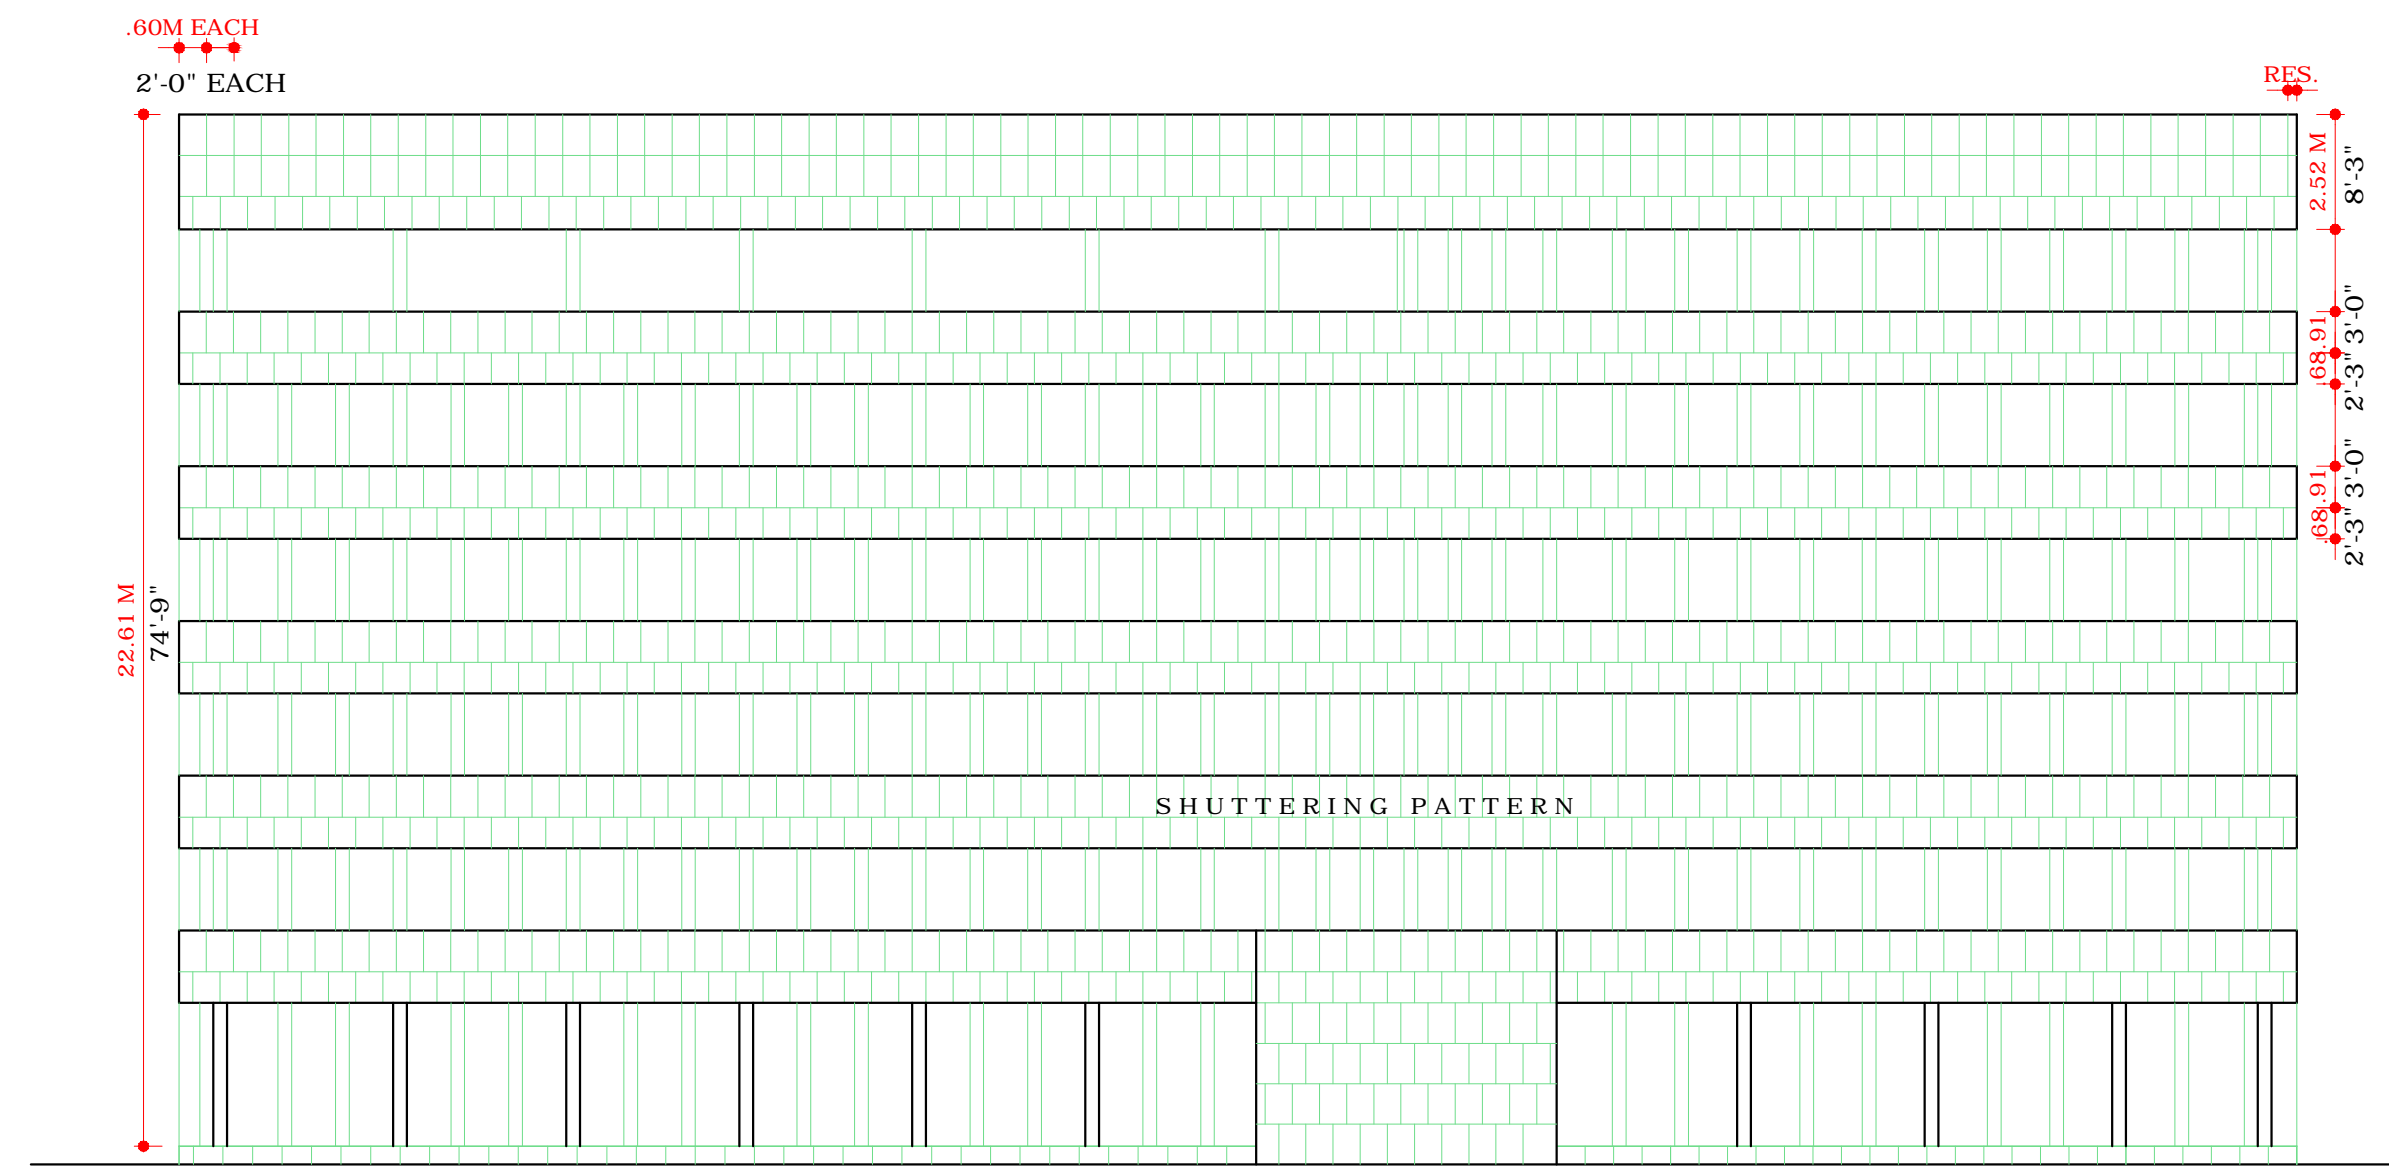 .60M EACH
2'-0" EACH
RES.
2.52 M
8'-3"
.91
3'-0"
.68
2'-3"
.91
3'-0"
.68
2'-3"
22.61 M
74'-9"
SHUTTERING PATTERN